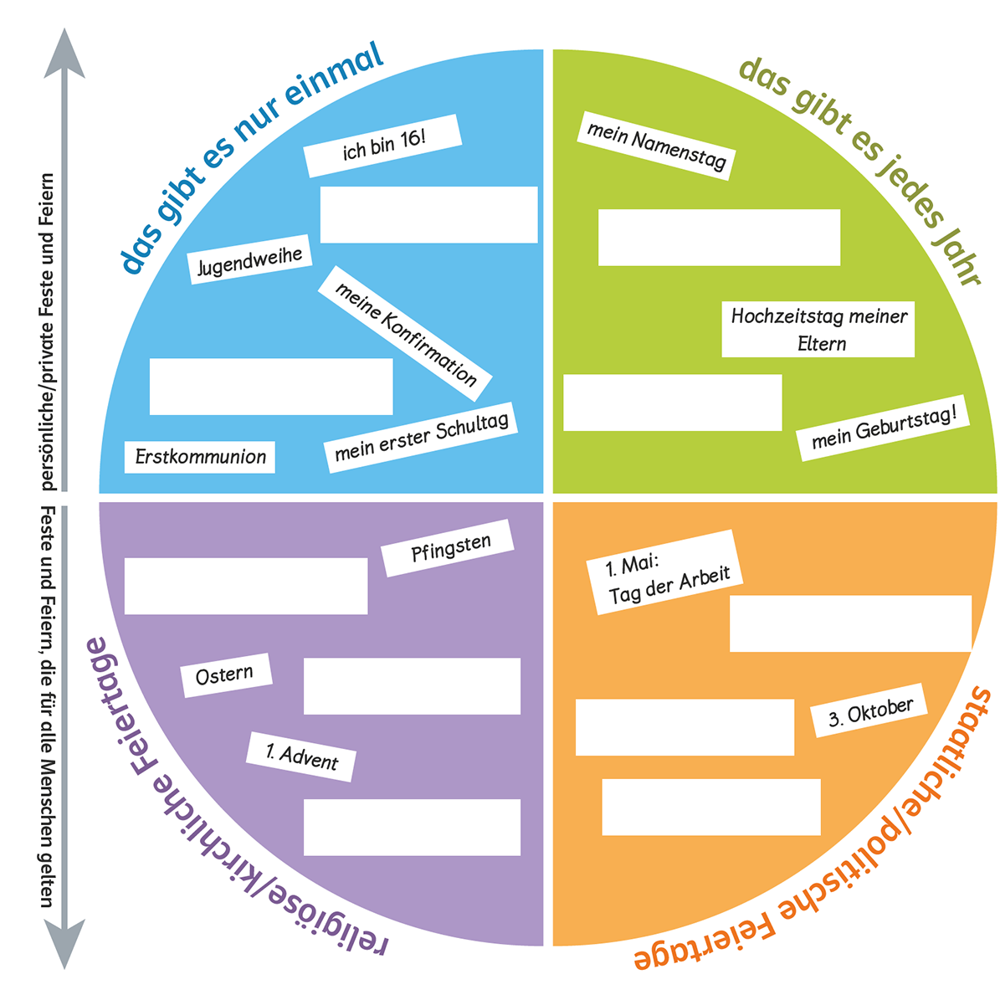 persönliche/private Feste und Feiern
Feste und Feiern, die für alle Menschen gelten
das gibt es nur einmal
ich bin 16!
Jugendweihe
meine Konfirmation
mein erster Schultag
Erstkommunion
das gibt es jedes Jahr
mein Namenstag
Hochzeitstag meiner
Eltern
mein Geburtstag!
religiöse/kirchliche Feiertage
Pfingsten
Ostern
1. Advent
staatliche/politische Feiertage
1. Mai:
Tag der Arbeit
3. Oktober